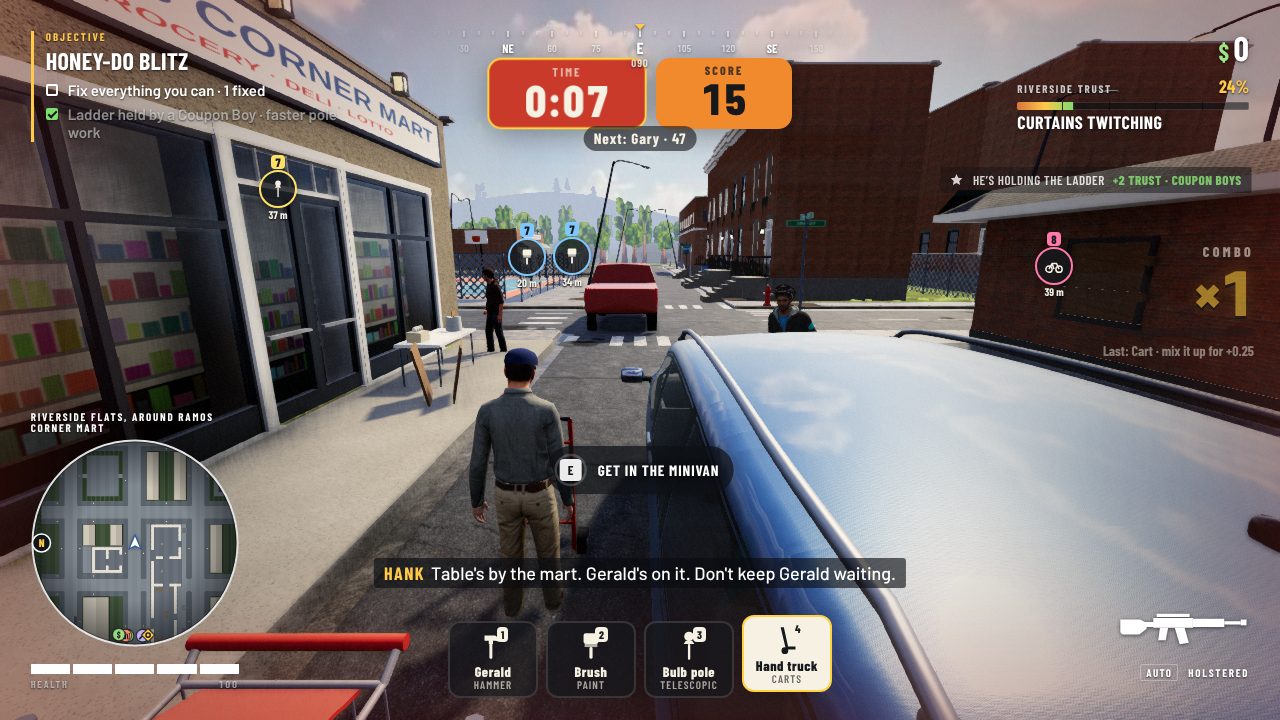 OBJECTIVE
HONEY-DO BLITZ
Fix everything you can · 1 fixed
Ladder held by a Coupon Boy · faster pole
work
CORNER MART
GROCERY · DELI · LOTTO
30 NE 60 75 E 105 120 SE 150
090
TIME
0:07
SCORE
15
Next: Gary · 47
$0
RIVERSIDE TRUST
24%
CURTAINS TWITCHING
HE'S HOLDING THE LADDER +2 TRUST · COUPON BOYS
COMBO
×1
Last: Cart · mix it up for +0.25
7
37 m
7
20 m
7
34 m
8
39 m
E GET IN THE MINIVAN
RIVERSIDE FLATS, AROUND RAMOS
CORNER MART
N
HANK Table's by the mart. Gerald's on it. Don't keep Gerald waiting.
1
Gerald
HAMMER
2
Brush
PAINT
3
Bulb pole
TELESCOPIC
4
Hand truck
CARTS
HEALTH 100
AUTO HOLSTERED